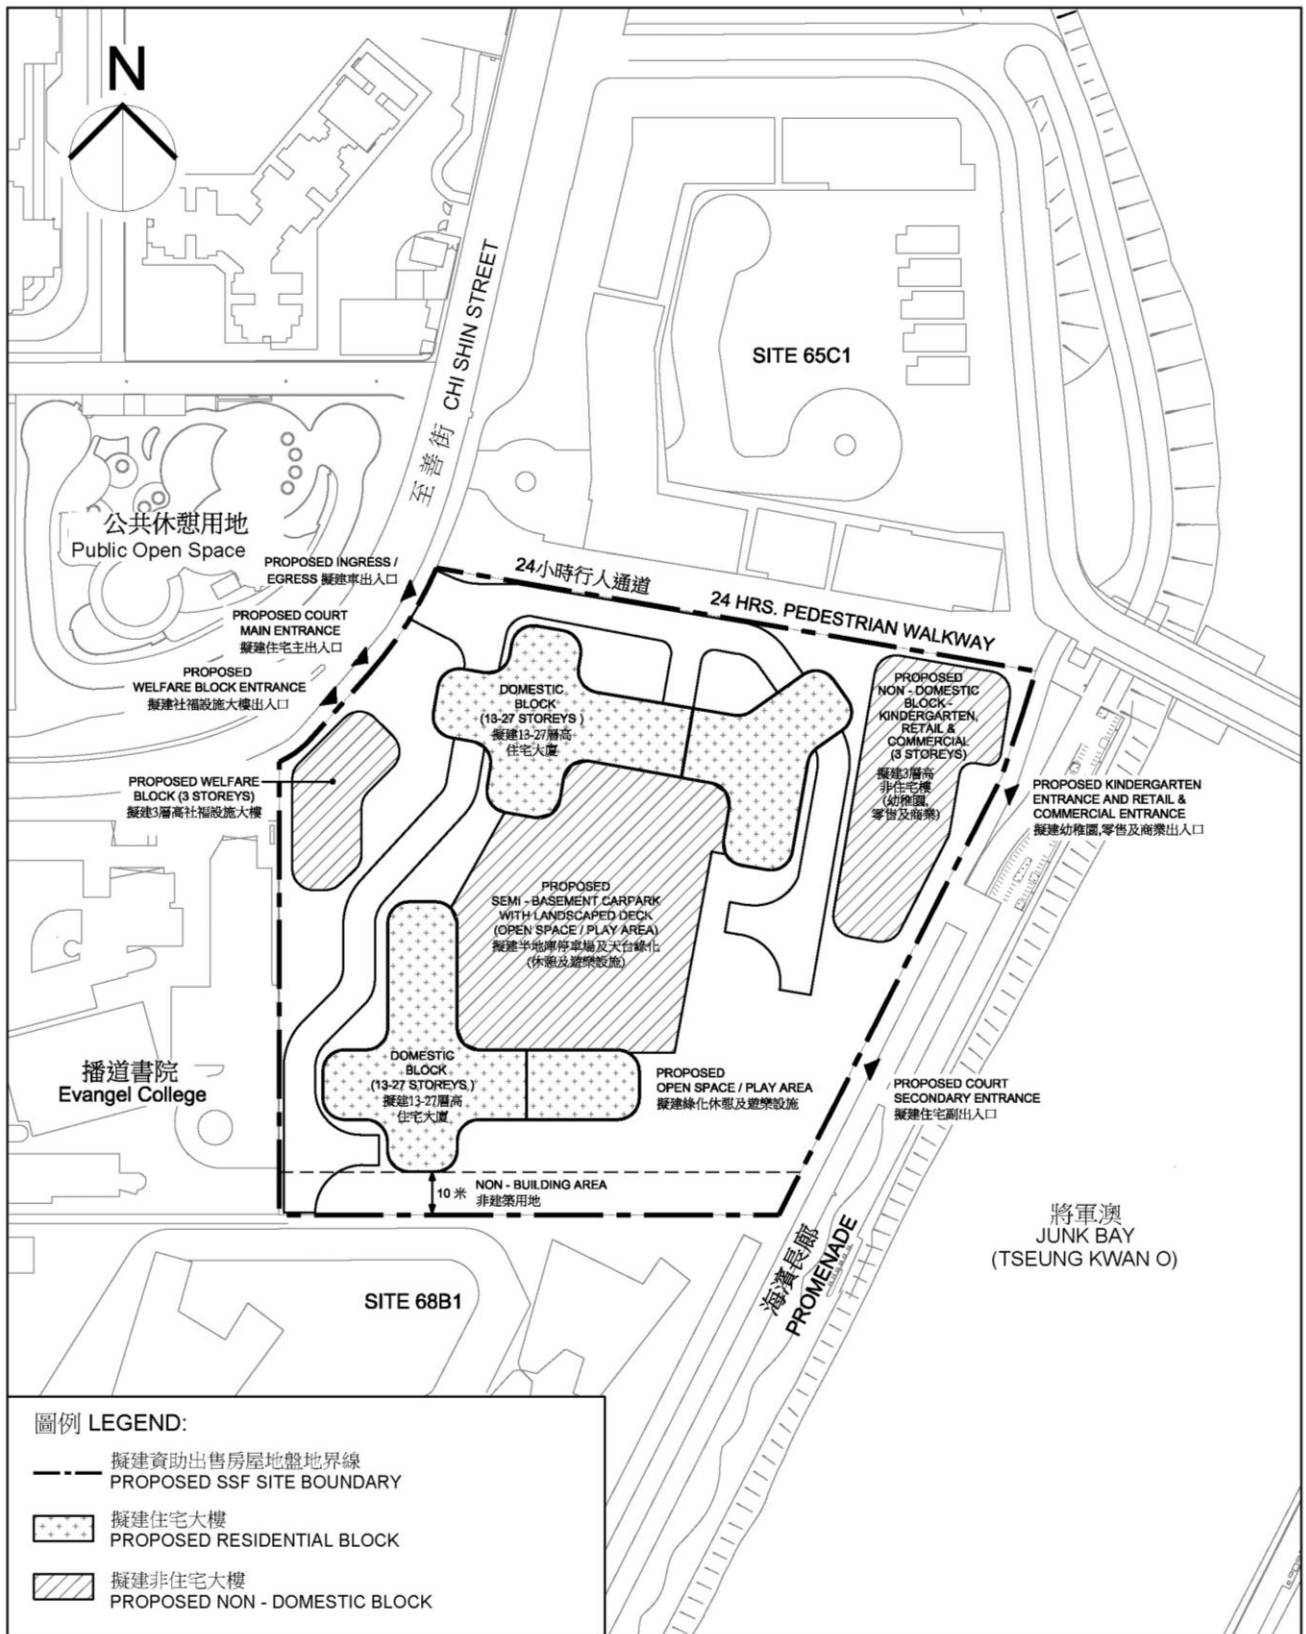 N
至善街 CHI SHIN STREET
SITE 65C1
公共休憩用地
Public Open Space
PROPOSED INGRESS /
EGRESS 擬建車出入口
24小時行人通道
24 HRS. PEDESTRIAN WALKWAY
PROPOSED COURT
MAIN ENTRANCE
擬建住宅主出入口
PROPOSED
WELFARE BLOCK ENTRANCE
擬建社福設施大樓出入口
DOMESTIC
BLOCK
(13-27 STOREYS )
擬建13-27層高
住宅大廈
PROPOSED
NON - DOMESTIC
BLOCK -
KINDERGARTEN,
RETAIL &
COMMERCIAL
(3 STOREYS)
擬建3層高
非住宅樓
(幼稚園,
零售及商業)
PROPOSED WELFARE
BLOCK (3 STOREYS)
擬建3層高社福設施大樓
PROPOSED KINDERGARTEN
ENTRANCE AND RETAIL &
COMMERCIAL ENTRANCE
擬建幼稚園,零售及商業出入口
PROPOSED
SEMI - BASEMENT CARPARK
WITH LANDSCAPED DECK
(OPEN SPACE / PLAY AREA)
擬建半地庫停車場及天台綠化
(休憩及遊樂設施)
播道書院
Evangel College
DOMESTIC
BLOCK
(13-27 STOREYS )
擬建13-27層高
住宅大廈
PROPOSED
OPEN SPACE / PLAY AREA
擬建綠化休憩及遊樂設施
PROPOSED COURT
SECONDARY ENTRANCE
擬建住宅副出入口
10 米
NON - BUILDING AREA
非建築用地
海濱長廊
PROMENADE
將軍澳
JUNK BAY
(TSEUNG KWAN O)
SITE 68B1
圖例 LEGEND:
擬建資助出售房屋地盤地界線
PROPOSED SSF SITE BOUNDARY
擬建住宅大樓
PROPOSED RESIDENTIAL BLOCK
擬建非住宅大樓
PROPOSED NON - DOMESTIC BLOCK